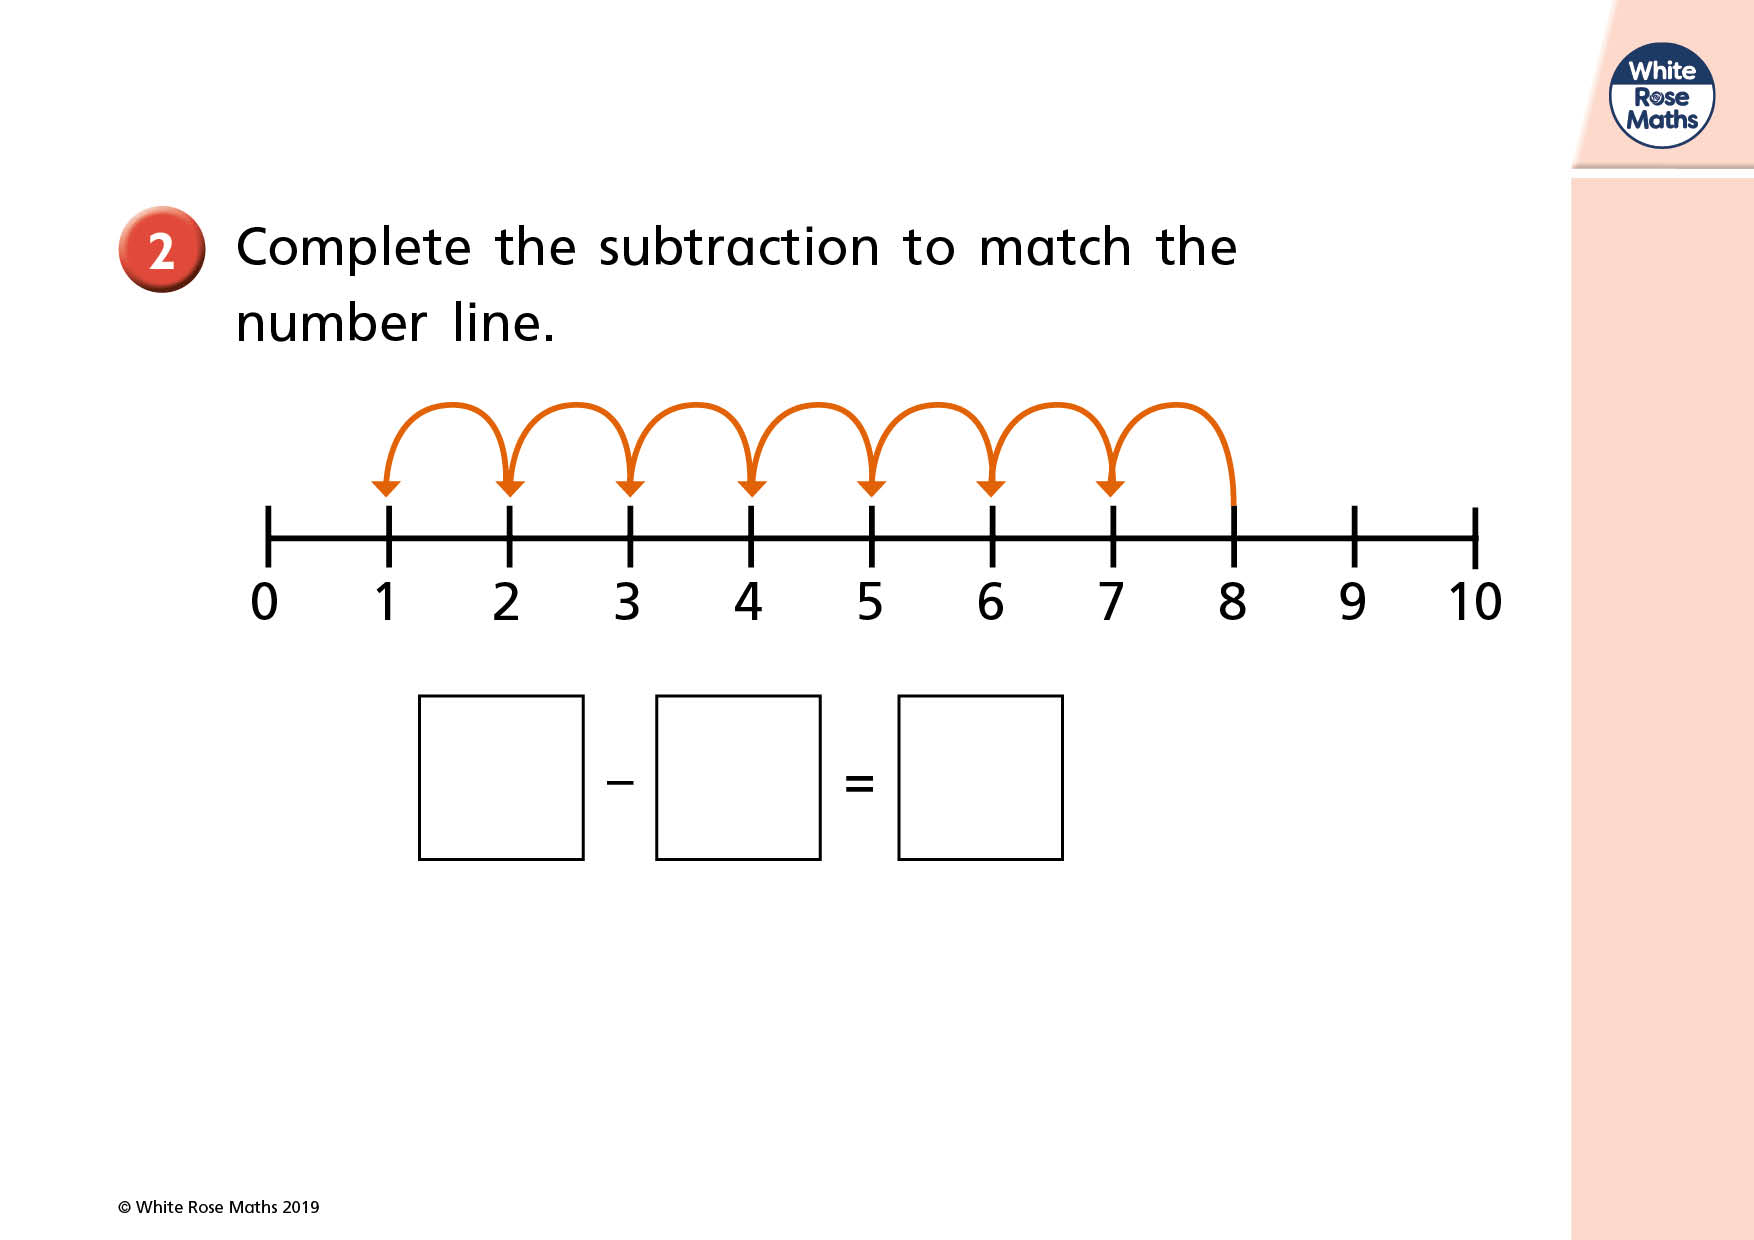 White
Rose
Maths
2 Complete the subtraction to match the
number line.
0 1 2 3 4 5 6 7 8 9 10
– =
© White Rose Maths 2019